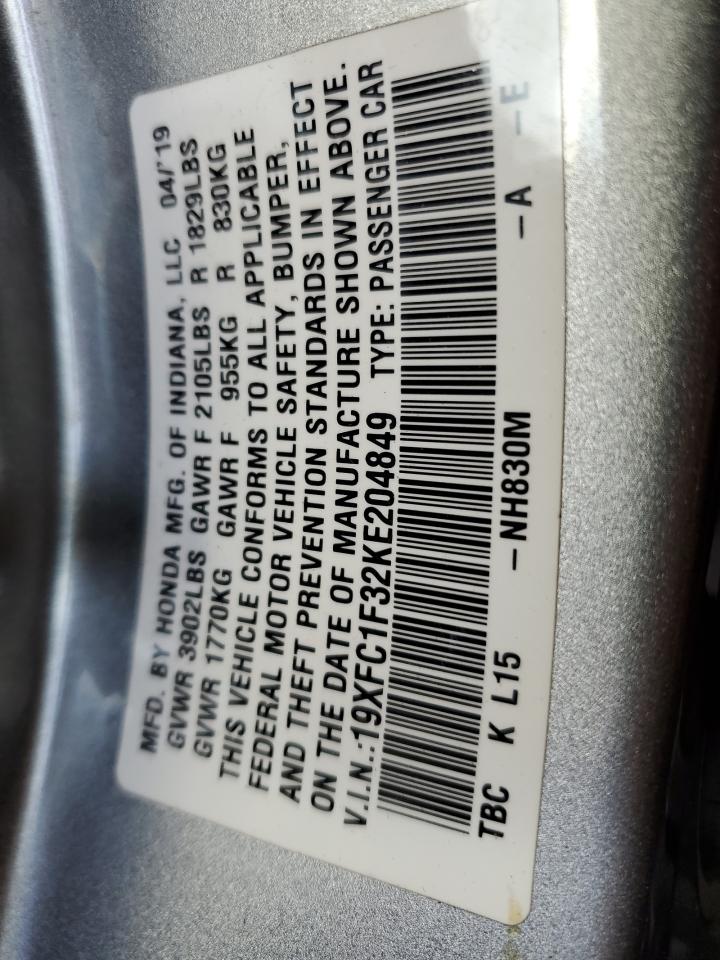 MFD. BY HONDA MFG. OF INDIANA, LLC 04/'19
GVWR 3902LBS GAWR F 2105LBS R 1829LBS
GVWR 1770KG GAWR F 955KG R 830KG
THIS VEHICLE CONFORMS TO ALL APPLICABLE
FEDERAL MOTOR VEHICLE SAFETY, BUMPER,
AND THEFT PREVENTION STANDARDS IN EFFECT
ON THE DATE OF MANUFACTURE SHOWN ABOVE.
V.I.N.:19XFC1F32KE204849 TYPE: PASSENGER CAR
TBC K L15 -NH830M -A -E